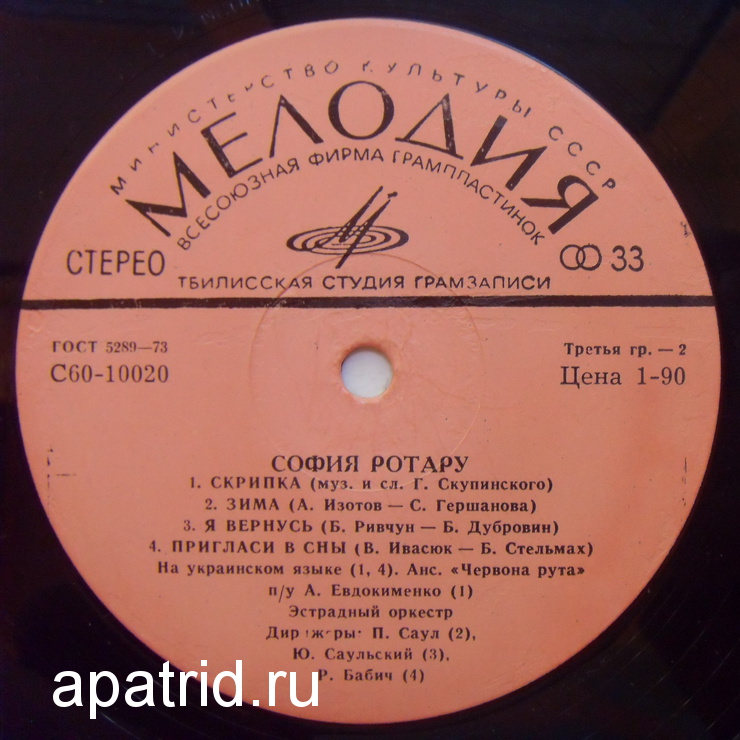 МИНИСТЕРСТВО КУЛЬТУРЫ СССР
МЕЛОДИЯ
ВСЕСОЮЗНАЯ ФИРМА ГРАМПЛАСТИНОК
СТЕРЕО
33
ТБИЛИССКАЯ СТУДИЯ ГРАМЗАПИСИ
ГОСТ 5289—73
Третья гр. — 2
С60-10020
Цена 1-90
СОФИЯ РОТАРУ
1. СКРИПКА (муз. и сл. Г. Скупинского)
2. ЗИМА (А. Изотов — С. Гершанова)
3. Я ВЕРНУСЬ (Б. Ривчун — Б. Дубровин)
4. ПРИГЛАСИ В СНЫ (В. Ивасюк — Б. Стельмах)
На украинском языке (1, 4). Анс. «Червона рута»
п/у А. Евдокименко (1)
Эстрадный оркестр
Дирижеры: П. Саул (2),
Ю. Саульский (3),
Р. Бабич (4)
apatrid.ru